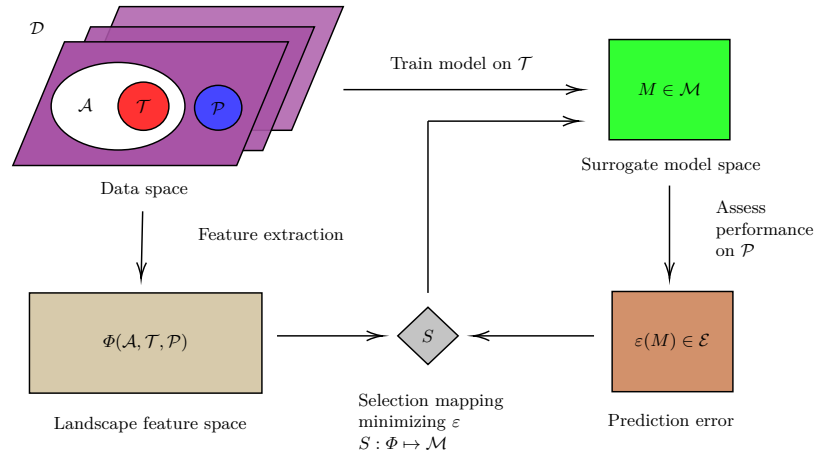 𝒟
𝒜
𝒯
𝒫
Data space
Train model on 𝒯
M ∈ ℳ
Surrogate model space
Feature extraction
Assess
performance
on 𝒫
Φ(𝒜, 𝒯, 𝒫)
Landscape feature space
S
Selection mapping
minimizing ε
S : Φ ↦ ℳ
ε(M) ∈ ℰ
Prediction error